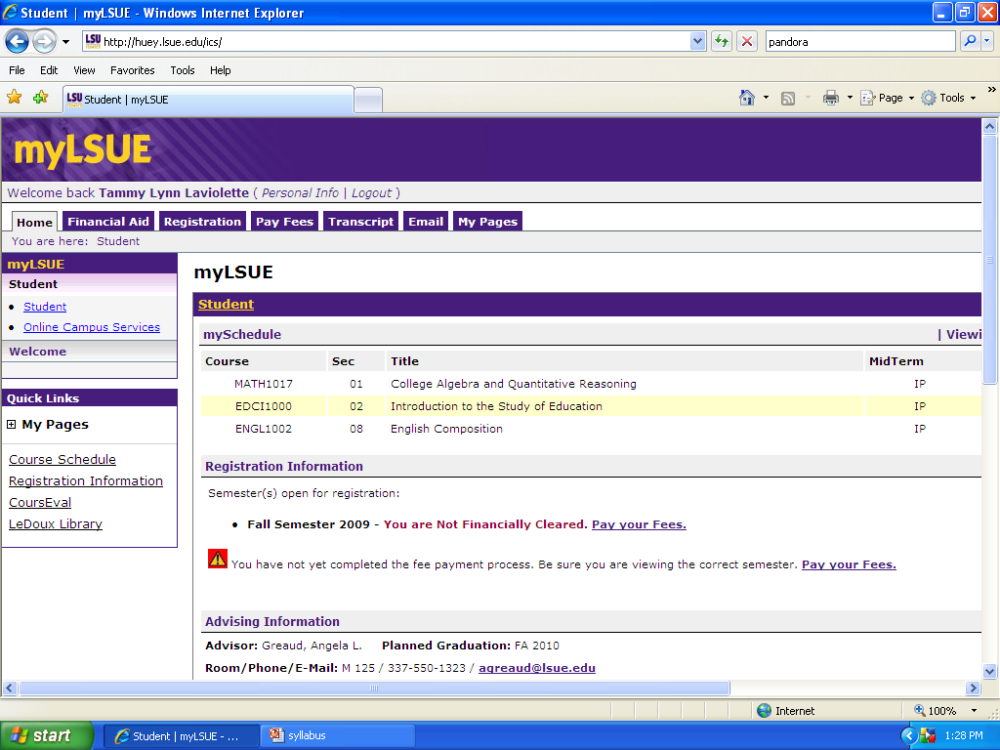 Student | myLSUE - Windows Internet Explorer
LSU http://huey.lsue.edu/ics/ pandora
File Edit View Favorites Tools Help
LSU Student | myLSUE Page Tools »
myLSUE
Welcome back Tammy Lynn Laviolette ( Personal Info | Logout )
Home Financial Aid Registration Pay Fees Transcript Email My Pages
You are here: Student
myLSUE
Student
Student
Online Campus Services
Welcome
Quick Links
My Pages
Course Schedule
Registration Information
CoursEval
LeDoux Library
myLSUE
Student
mySchedule | Viewi
Course Sec Title MidTerm
MATH1017 01 College Algebra and Quantitative Reasoning IP
EDCI1000 02 Introduction to the Study of Education IP
ENGL1002 08 English Composition IP
Registration Information
Semester(s) open for registration:
• Fall Semester 2009 - You are Not Financially Cleared. Pay your Fees.
You have not yet completed the fee payment process. Be sure you are viewing the correct semester. Pay your Fees.
Advising Information
Advisor: Greaud, Angela L. Planned Graduation: FA 2010
Room/Phone/E-Mail: M 125 / 337-550-1323 / agreaud@lsue.edu
Internet 100%
start Student | myLSUE - ... syllabus 1:28 PM